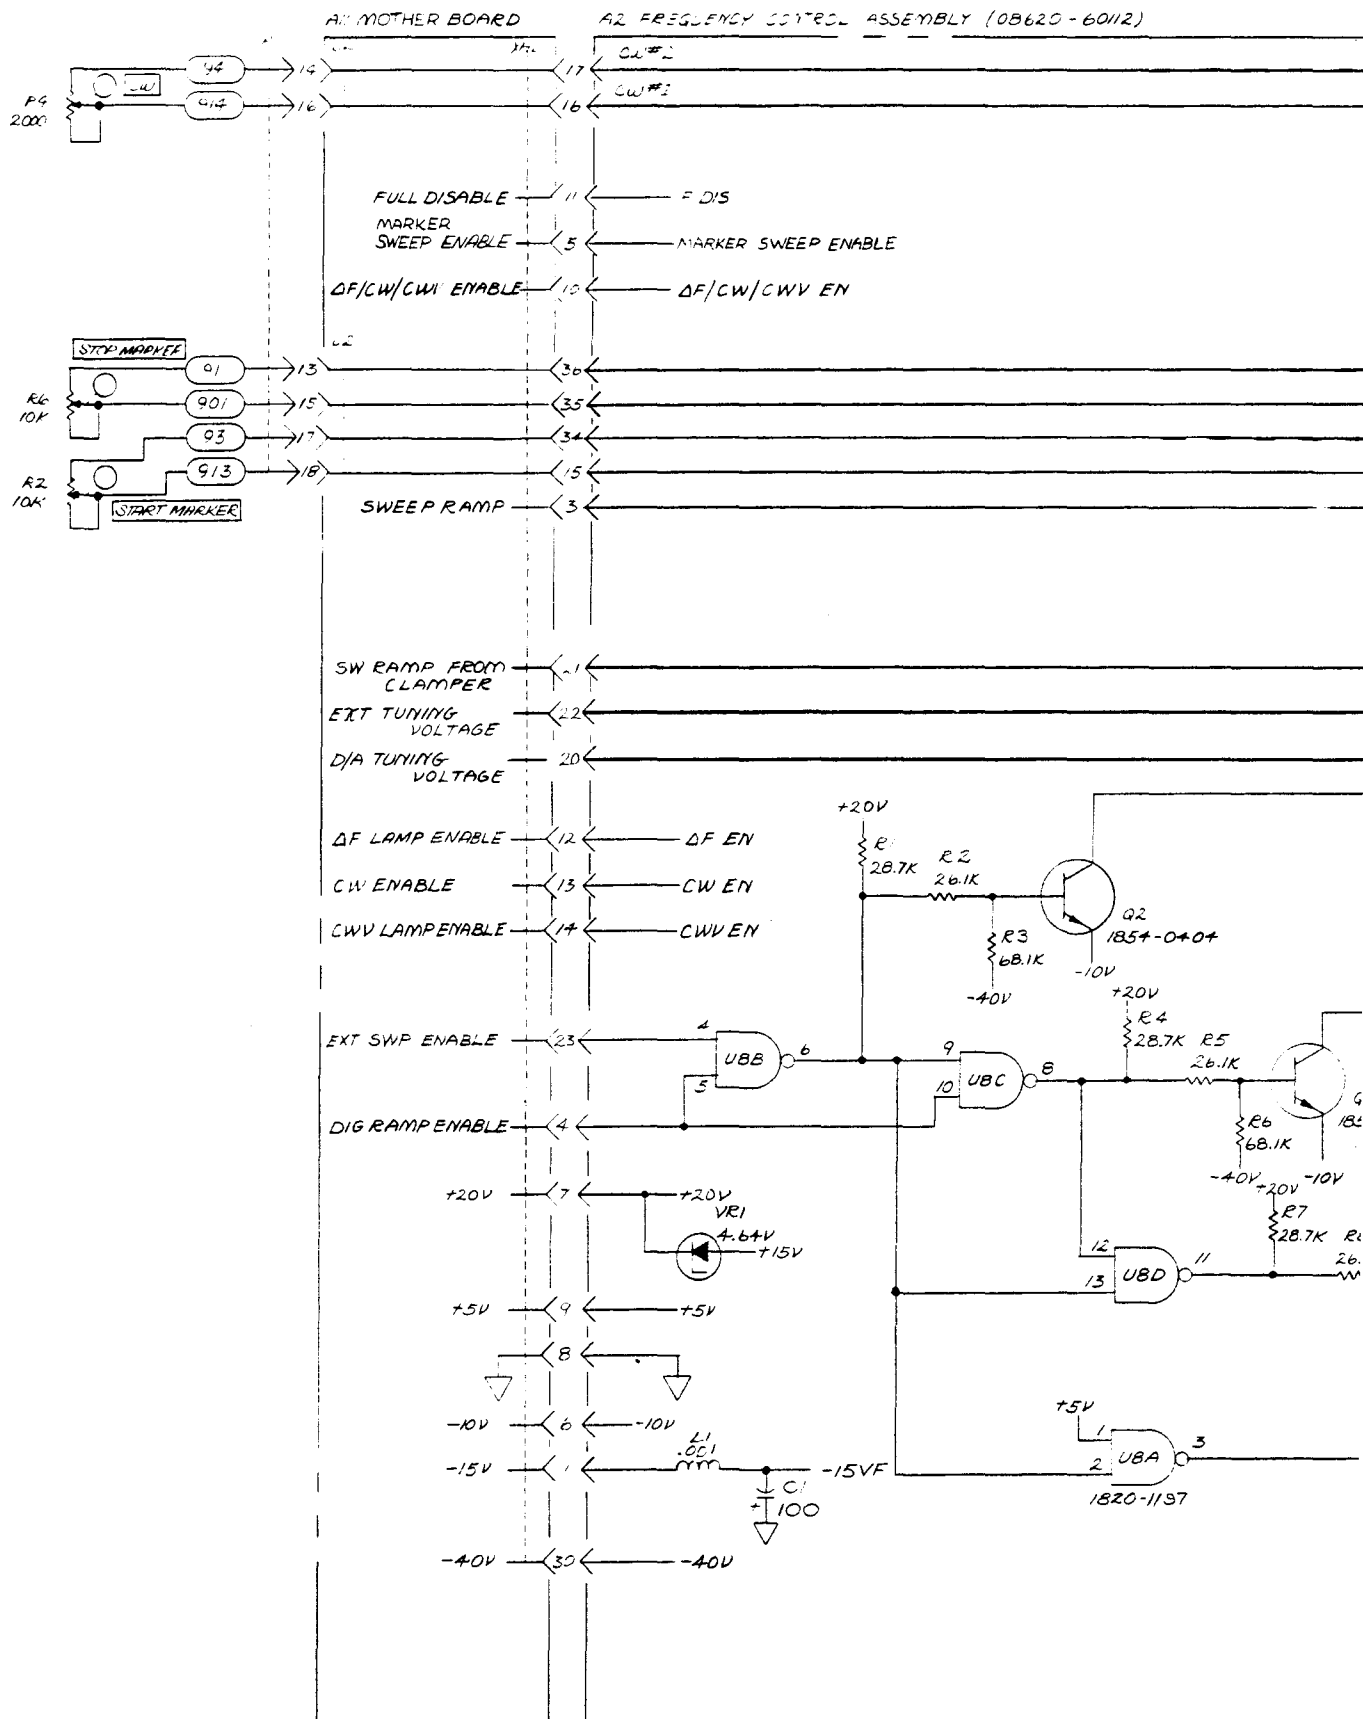 MOTHER BOARD
A2 FREQUENCY CONTROL ASSEMBLY (08620-60112)
94
14
17
CW
914
16
16
2000
FULL DISABLE
11
F DIS
MARKER
SWEEP ENABLE
5
MARKER SWEEP ENABLE
ΔF/CW/CWV ENABLE
10
ΔF/CW/CWV EN
STOP MARKER
91
13
36
R6
10K
901
15
35
93
17
34
R2
10K
913
18
15
START MARKER
SWEEP RAMP
3
SW RAMP FROM
CLAMPER
21
EXT TUNING
VOLTAGE
22
D/A TUNING
VOLTAGE
20
+20V
ΔF LAMP ENABLE
12
ΔF EN
R1
28.7K
R2
26.1K
CW ENABLE
13
CW EN
Q2
1854-0404
CWV LAMP ENABLE
14
CWV EN
R3
68.1K
-10V
-40V
+20V
R4
28.7K
R5
26.1K
EXT SWP ENABLE
23
4
5
U8B
6
9
10
U8C
8
DIG RAMP ENABLE
4
R6
68.1K
-40V
-10V
+20V
+20V
7
+20V
VR1
4.64V
+15V
R7
28.7K
12
13
U8D
11
+5V
9
+5V
8
-10V
6
-10V
+5V
1
2
U8A
3
1820-1197
-15V
1
L1
.001
-15VF
C1
100
-40V
30
-40V